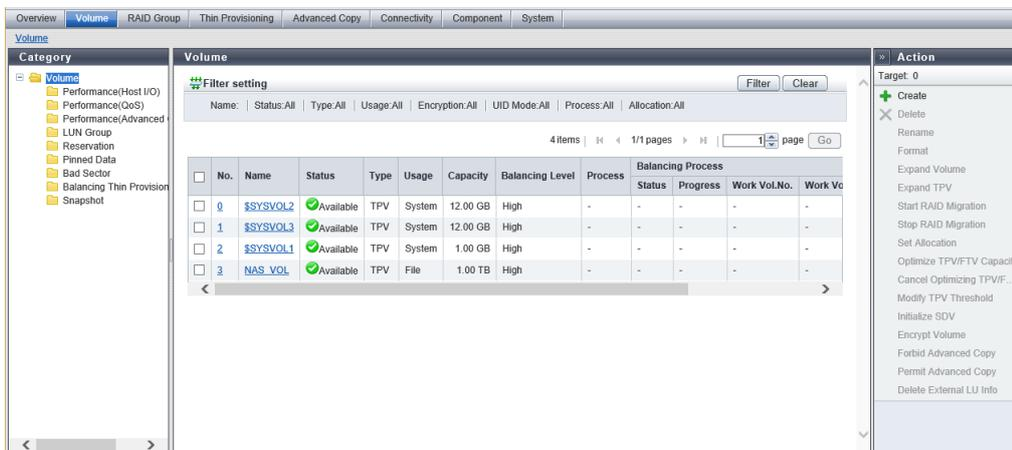 Overview Volume RAID Group Thin Provisioning Advanced Copy Connectivity Component System
Volume
Category
Volume
Performance(Host I/O)
Performance(QoS)
Performance(Advanced
LUN Group
Reservation
Pinned Data
Bad Sector
Balancing Thin Provision
Snapshot
Volume
Filter setting Filter Clear
Name: | Status:All | Type:All | Usage:All | Encryption:All | UID Mode:All | Process:All | Allocation:All
4 items | 1/1 pages | 1 page Go
No. Name Status Type Usage Capacity Balancing Level Process Balancing Process
Status Progress Work Vol.No. Work Vo
0 $SYSVOL2 Available TPV System 12.00 GB High - - - - -
1 $SYSVOL3 Available TPV System 12.00 GB High - - - - -
2 $SYSVOL1 Available TPV System 1.00 GB High - - - - -
3 NAS_VOL Available TPV File 1.00 TB High - - - - -
» Action
Target: 0
Create
Delete
Rename
Format
Expand Volume
Expand TPV
Start RAID Migration
Stop RAID Migration
Set Allocation
Optimize TPV/FTV Capacit
Cancel Optimizing TPV/F...
Modify TPV Threshold
Initialize SDV
Encrypt Volume
Forbid Advanced Copy
Permit Advanced Copy
Delete External LU Info